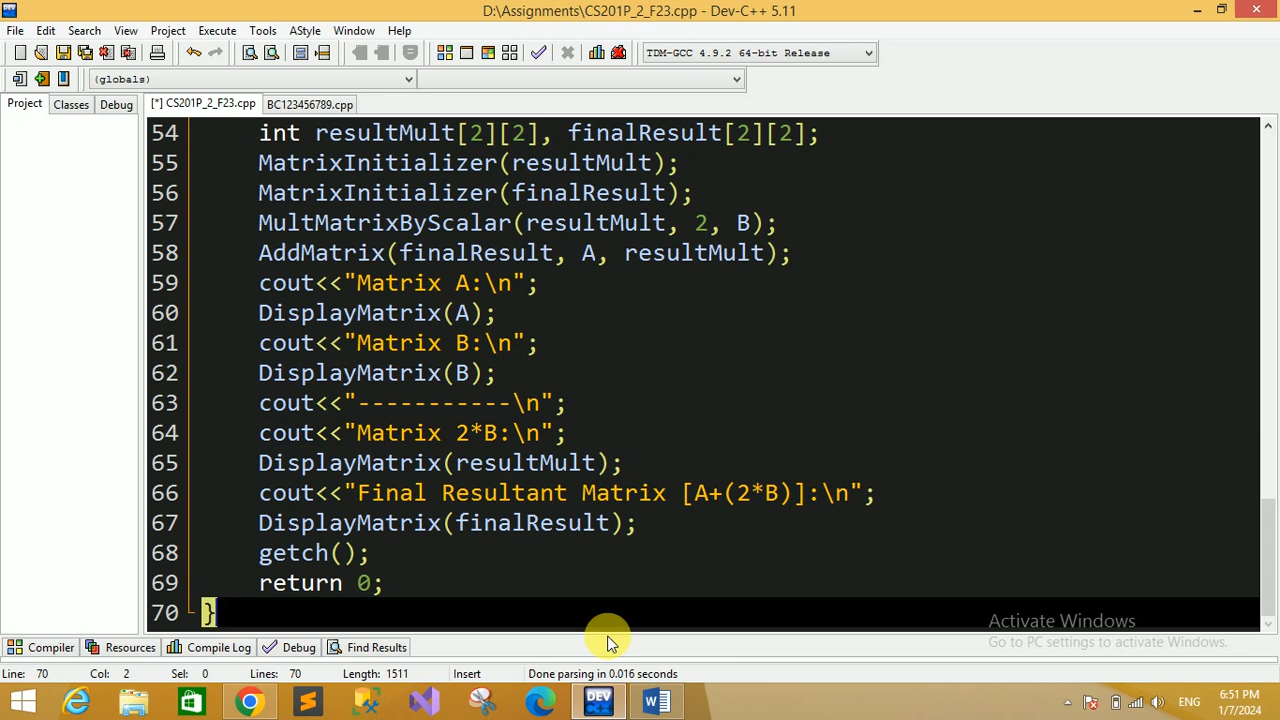 D:\Assignments\CS201P_2_F23.cpp - Dev-C++ 5.11
File Edit Search View Project Execute Tools AStyle Window Help
TDM-GCC 4.9.2 64-bit Release
(globals)
Project Classes Debug [*] CS201P_2_F23.cpp BC123456789.cpp
54 int resultMult[2][2], finalResult[2][2];
55 MatrixInitializer(resultMult);
56 MatrixInitializer(finalResult);
57 MultMatrixByScalar(resultMult, 2, B);
58 AddMatrix(finalResult, A, resultMult);
59 cout<<"Matrix A:\n";
60 DisplayMatrix(A);
61 cout<<"Matrix B:\n";
62 DisplayMatrix(B);
63 cout<<"-----------\n";
64 cout<<"Matrix 2*B:\n";
65 DisplayMatrix(resultMult);
66 cout<<"Final Resultant Matrix [A+(2*B)]:\n";
67 DisplayMatrix(finalResult);
68 getch();
69 return 0;
70 }
Activate Windows
Go to PC settings to activate Windows.
Compiler Resources Compile Log Debug Find Results
Line: 70 Col: 2 Sel: 0 Lines: 70 Length: 1511 Insert Done parsing in 0.016 seconds
DEV
ENG
6:51 PM
1/7/2024